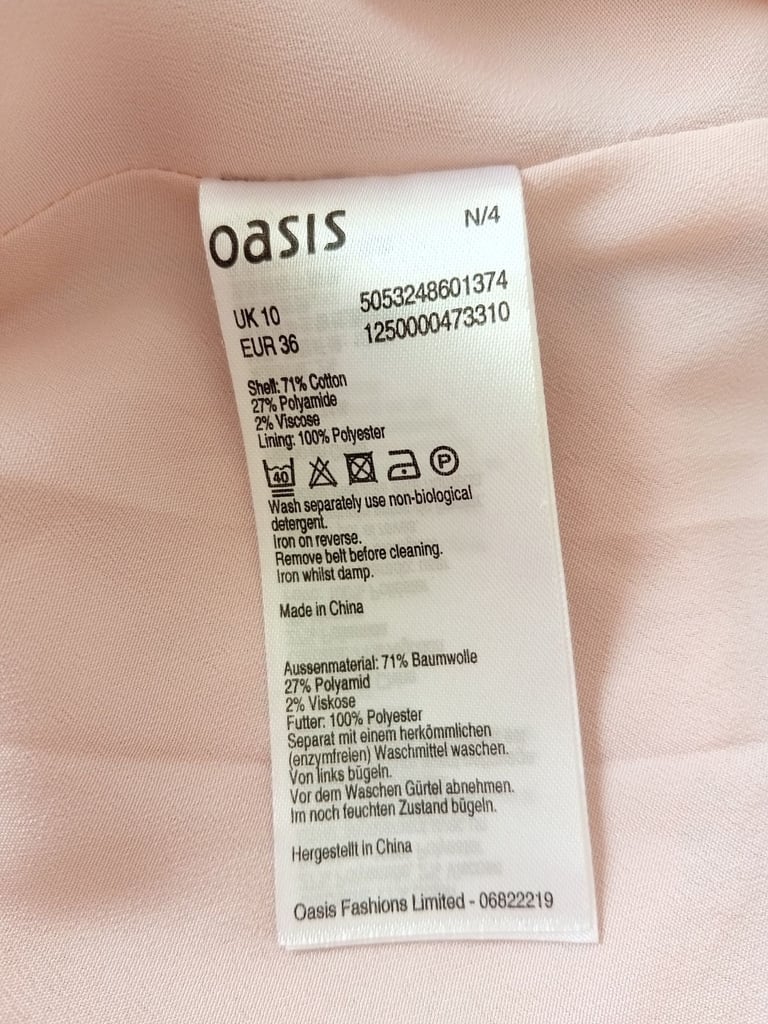 oasis N/4
UK 10 5053248601374
EUR 36 1250000473310
Shell: 71% Cotton
27% Polyamide
2% Viscose
Lining: 100% Polyester
40 P
Wash separately use non-biological
detergent.
Iron on reverse.
Remove belt before cleaning.
Iron whilst damp.
Made in China
Aussenmaterial: 71% Baumwolle
27% Polyamid
2% Viskose
Futter: 100% Polyester
Separat mit einem herkömmlichen
(enzymfreien) Waschmittel waschen.
Von links bügeln.
Vor dem Waschen Gürtel abnehmen.
Im noch feuchten Zustand bügeln.
Hergestellt in China
Oasis Fashions Limited - 06822219